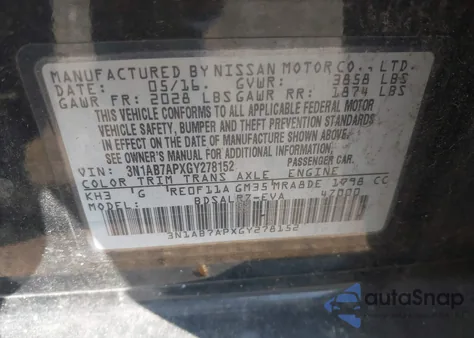 MANUFACTURED BY NISSAN MOTOR CO., LTD.
DATE: 05/16. GVWR: 3858 LBS
GAWR FR: 2028 LBS GAWR RR: 1874 LBS
THIS VEHICLE CONFORMS TO ALL APPLICABLE FEDERAL MOTOR
VEHICLE SAFETY, BUMPER AND THEFT PREVENTION STANDARDS
IN EFFECT ON THE DATE OF MANUFACTURE SHOWN ABOVE.
SEE OWNER'S MANUAL FOR ADDITIONAL INFORMATION.
VIN: 3N1AB7APXGY278152 PASSENGER CAR.
COLOR TRIM TRANS AXLE ENGINE
KH3 G RE0F11A GM35 MRA8DE 1798 CC
MODEL: BDSALR7-EVA 47000
3N1AB7APXGY278152
autoSnap